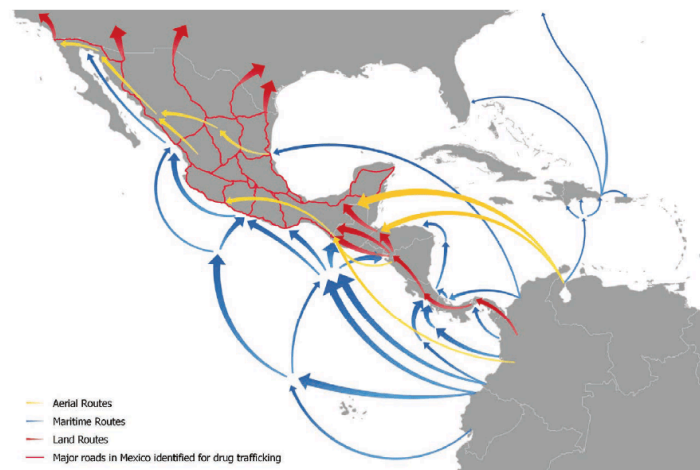 Aerial Routes
Maritime Routes
Land Routes
Major roads in Mexico identified for drug trafficking